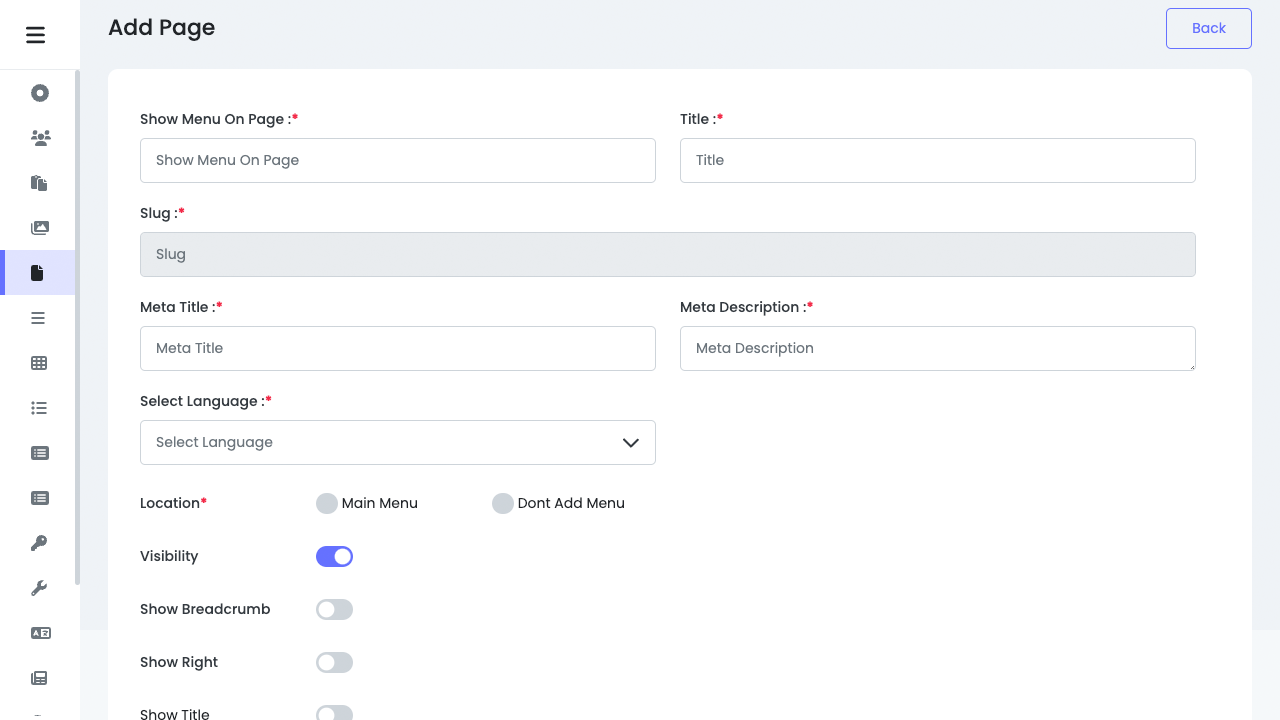 Add Page
Back
Show Menu On Page :*
Title :*
Show Menu On Page
Title
Slug :*
Slug
Meta Title :*
Meta Description :*
Meta Title
Meta Description
Select Language :*
Select Language
Location*
Main Menu
Dont Add Menu
Visibility
Show Breadcrumb
Show Right
Show Title